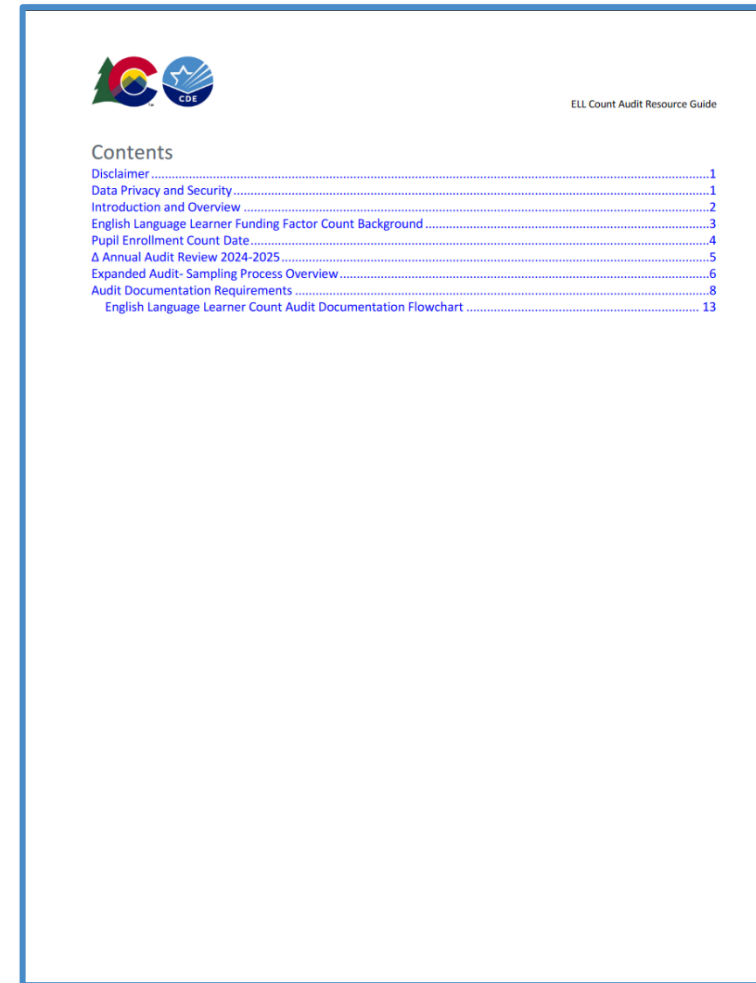 CDE
ELL Count Audit Resource Guide
Contents
Disclaimer........1
Data Privacy and Security........1
Introduction and Overview........2
English Language Learner Funding Factor Count Background........3
Pupil Enrollment Count Date........4
Δ Annual Audit Review 2024-2025........5
Expanded Audit- Sampling Process Overview........6
Audit Documentation Requirements........8
English Language Learner Count Audit Documentation Flowchart........ 13